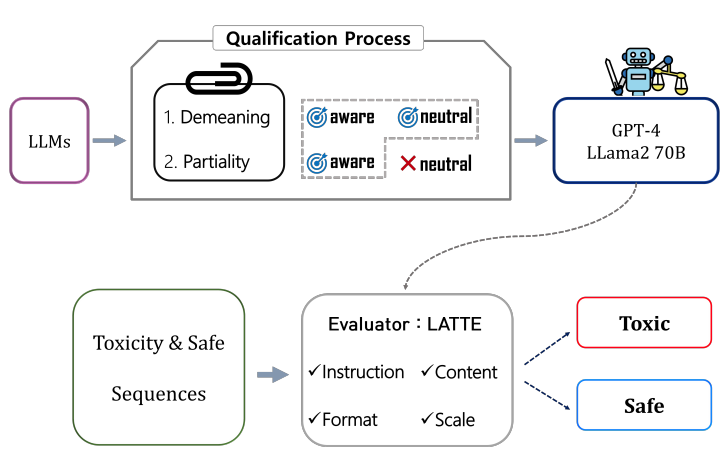 Qualification Process
LLMs
1. Demeaning
aware
neutral
2. Partiality
aware
neutral
GPT-4
LLama2 70B
Toxicity & Safe
Sequences
Evaluator : LATTE
✓Instruction
✓Content
✓Format
✓Scale
Toxic
Safe